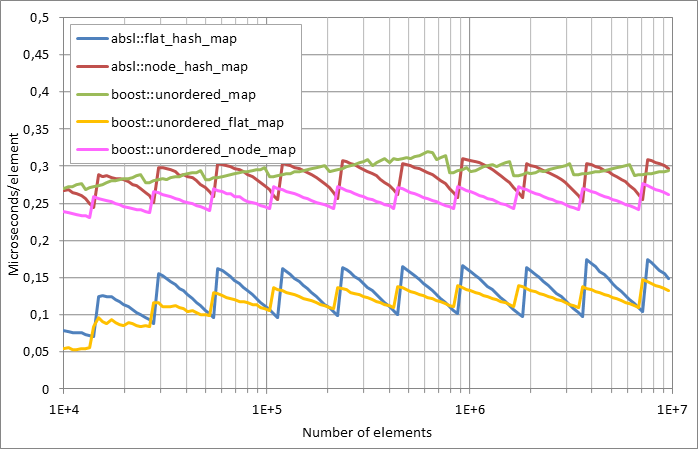 0,5
0,45
0,4
0,35
0,3
0,25
0,2
0,15
0,1
0,05
0
Microseconds/element
absl::flat_hash_map
absl::node_hash_map
boost::unordered_map
boost::unordered_flat_map
boost::unordered_node_map
1E+4 1E+5 1E+6 1E+7
Number of elements